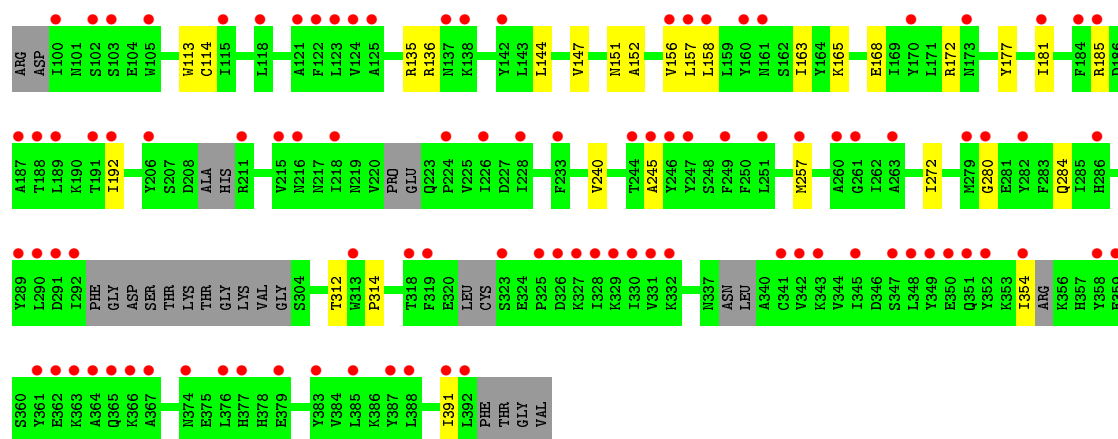 ARG ASP I100 N101 S102 S103 E104 W105 W113 C114 I115 L118 A121 F122 L123 V124 A125 R135 R136 N137 K138 Y142 L143 L144 V147 N151 A152 V156 L157 L158 L159 Y160 N161 S162 I163 Y164 K165 E168 I169 Y170 L171 R172 N173 Y177 I181 F184 R185 D186
A187 T188 L189 K190 T191 I192 Y206 S207 D208 ALA HIS R211 V215 N216 N217 I218 N219 V220 PRO GLU Q223 P224 V225 I226 D227 I228 F233 V240 T244 A245 Y246 Y247 S248 F249 F250 L251 M257 A260 G261 I262 A263 I272 M279 G280 E281 Y282 F283 Q284 I285 H286
Y289 L290 D291 I292 PHE GLY ASP SER THR LYS THR GLY LYS VAL GLY S304 T312 W313 P314 T318 F319 E320 LEU CYS S323 E324 P325 D326 K327 I328 K329 I330 V331 K332 N337 ASN LEU A340 C341 V342 K343 V344 I345 D346 S347 L348 Y349 E350 Q351 Y352 K353 I354 ARG K356 H357 Y358
S360 Y361 E362 K363 A364 Q365 K366 A367 N374 E375 L376 H377 H378 E379 Y383 V384 L385 K386 Y387 L388 I391 L392 PHE THR GLY VAL